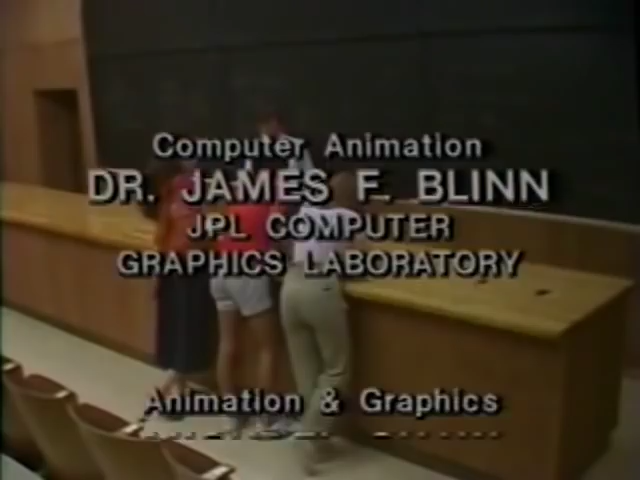 Computer Animation
DR. JAMES F. BLINN
JPL COMPUTER
GRAPHICS LABORATORY
Animation & Graphics